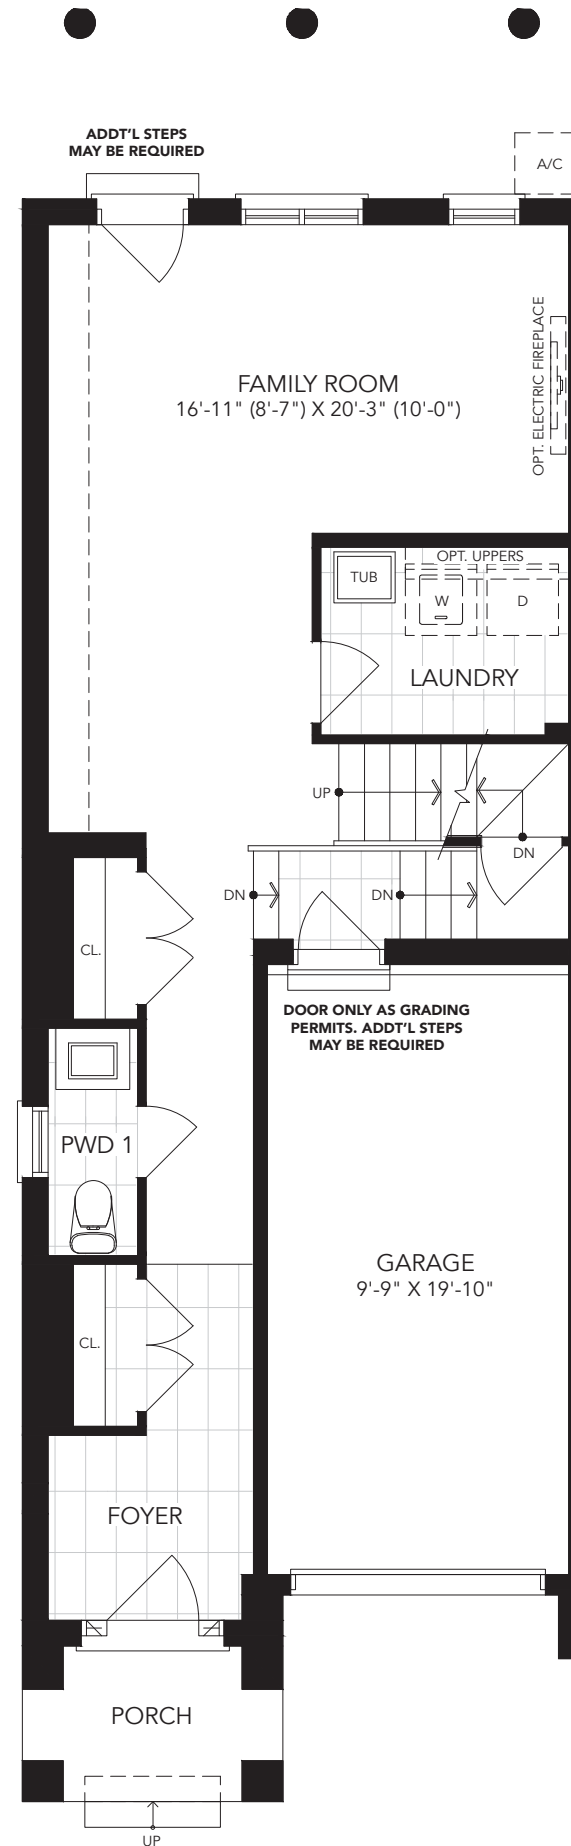 ADDT'L STEPS
MAY BE REQUIRED
A/C
OPT. ELECTRIC FIREPLACE
FAMILY ROOM
16'-11" (8'-7") X 20'-3" (10'-0")
OPT. UPPERS
TUB
W
D
LAUNDRY
UP
DN
DN
DN
CL.
DOOR ONLY AS GRADING
PERMITS. ADDT'L STEPS
MAY BE REQUIRED
PWD 1
GARAGE
9'-9" X 19'-10"
CL.
FOYER
PORCH
UP